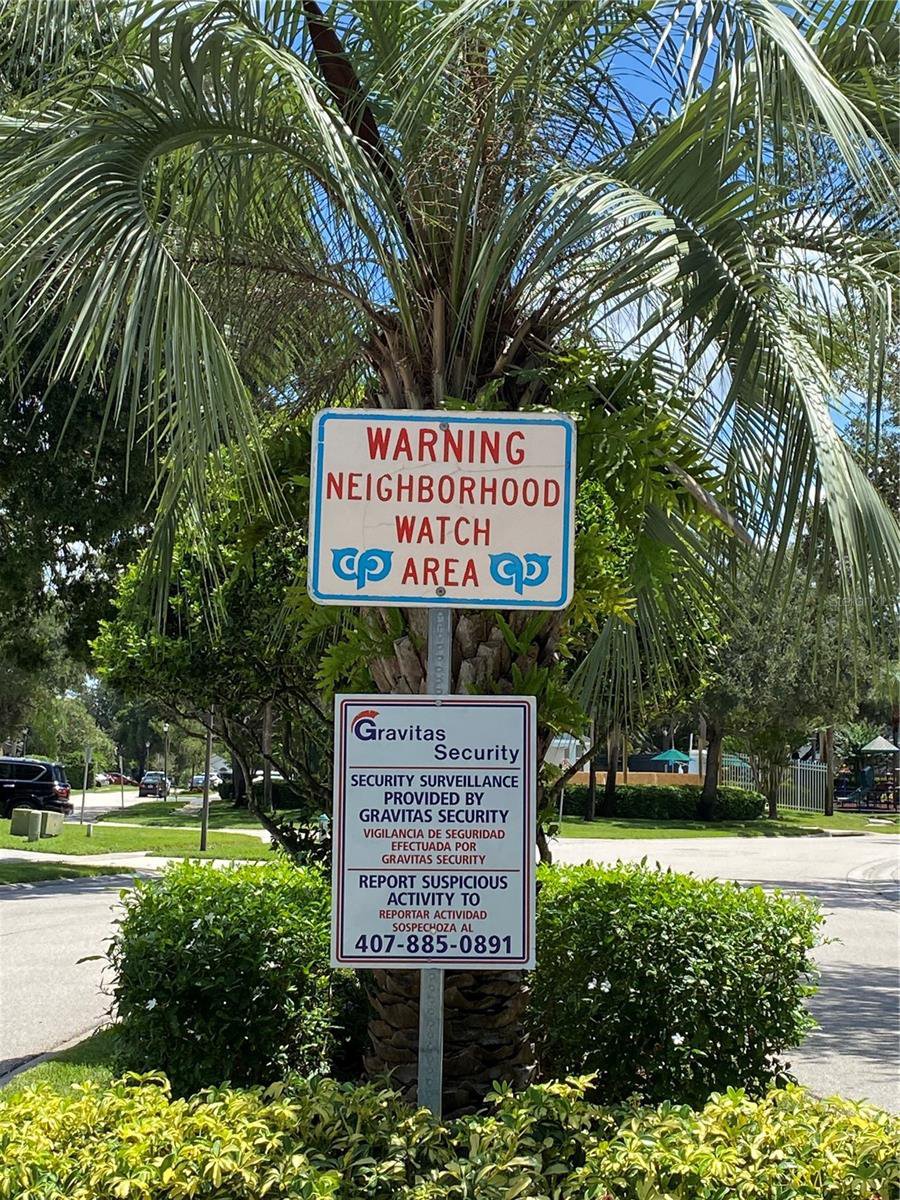 WARNING
NEIGHBORHOOD
WATCH
AREA
Gravitas
Security
SECURITY SURVEILLANCE
PROVIDED BY
GRAVITAS SECURITY
VIGILANCIA DE SEGURIDAD
EFECTUADA POR
GRAVITAS SECURITY
REPORT SUSPICIOUS
ACTIVITY TO
REPORTAR ACTIVIDAD
SOSPECHOZA AL
407-885-0891